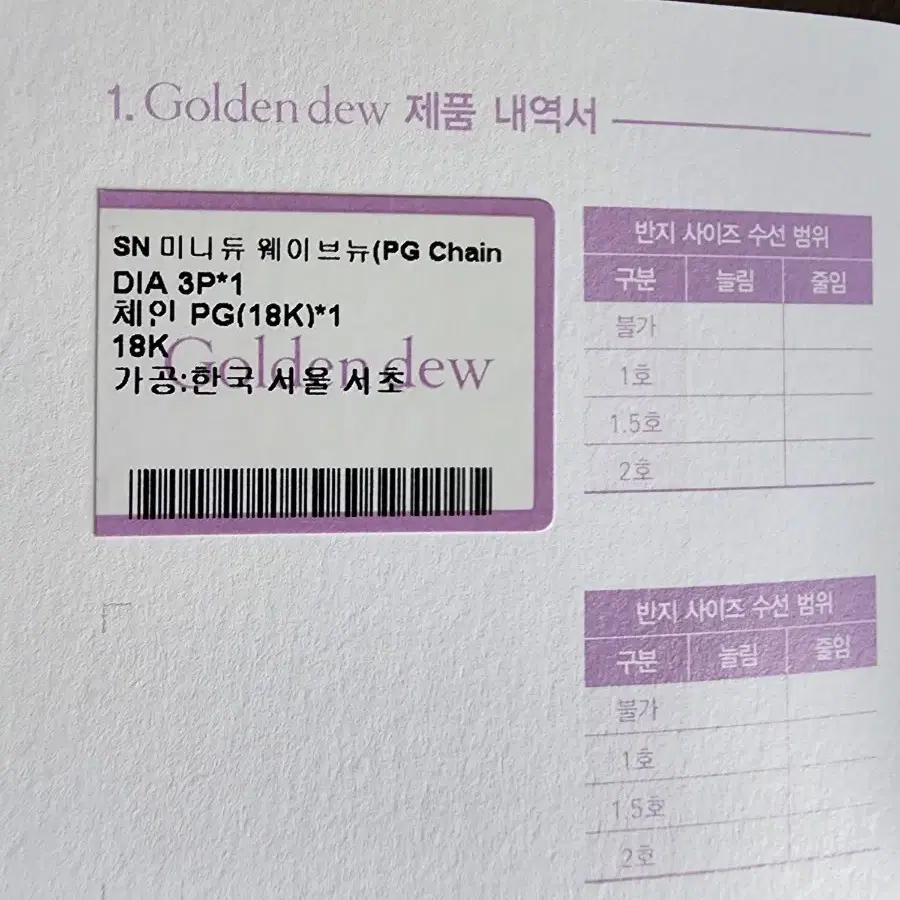 1. Golden dew 제품 내역서
SN 미니듀 웨이브뉴(PG Chain
DIA 3P*1
체인 PG(18K)*1
18K
Golden dew
가공:한국 서울 서초
반지 사이즈 수선 범위
구분 늘림 줄임
불가
1호
1.5호
2호
반지 사이즈 수선 범위
구분 늘림 줄임
불가
1호
1.5호
2호